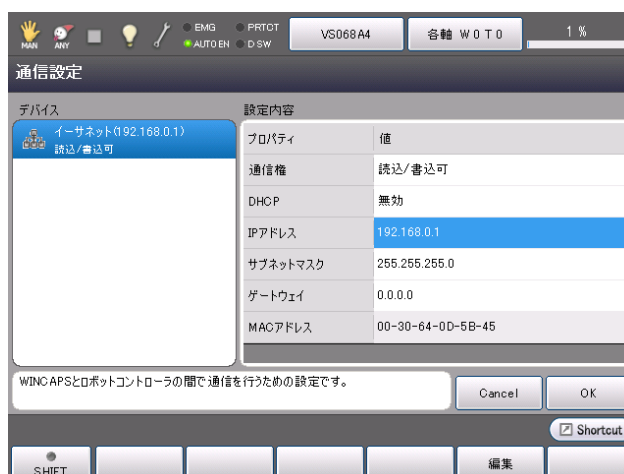 MAN
ANY
EMG
AUTO EN
PRTCT
D SW
VS068A4
各軸 W 0 T 0
1 %
通信設定
デバイス
設定内容
イーサネット(192.168.0.1)
読込/書込可
プロパティ 値
通信権 読込/書込可
DHCP 無効
IPアドレス 192.168.0.1
サブネットマスク 255.255.255.0
ゲートウェイ 0.0.0.0
MACアドレス 00-30-64-0D-5B-45
WINCAPSとロボットコントローラの間で通信を行うための設定です。
Cancel
OK
Shortcut
SHIFT
編集